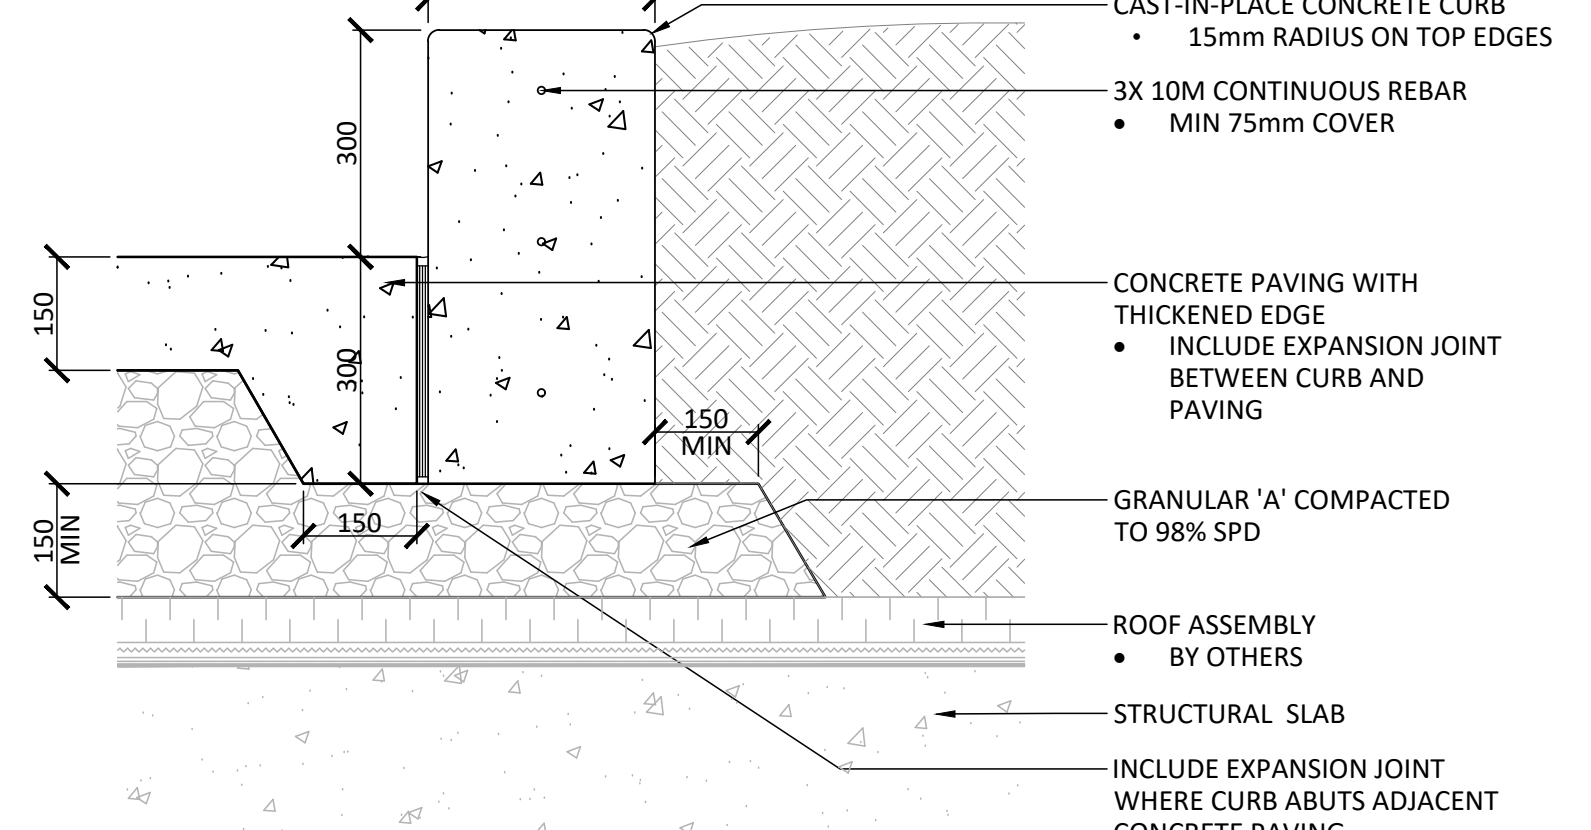 CAST-IN-PLACE CONCRETE CURB
• 15mm RADIUS ON TOP EDGES
3X 10M CONTINUOUS REBAR
• MIN 75mm COVER
300
CONCRETE PAVING WITH
THICKENED EDGE
• INCLUDE EXPANSION JOINT
BETWEEN CURB AND
PAVING
150
300
150
MIN
GRANULAR 'A' COMPACTED
TO 98% SPD
150
MIN
150
ROOF ASSEMBLY
• BY OTHERS
STRUCTURAL SLAB
INCLUDE EXPANSION JOINT
WHERE CURB ABUTS ADJACENT
CONCRETE PAVING